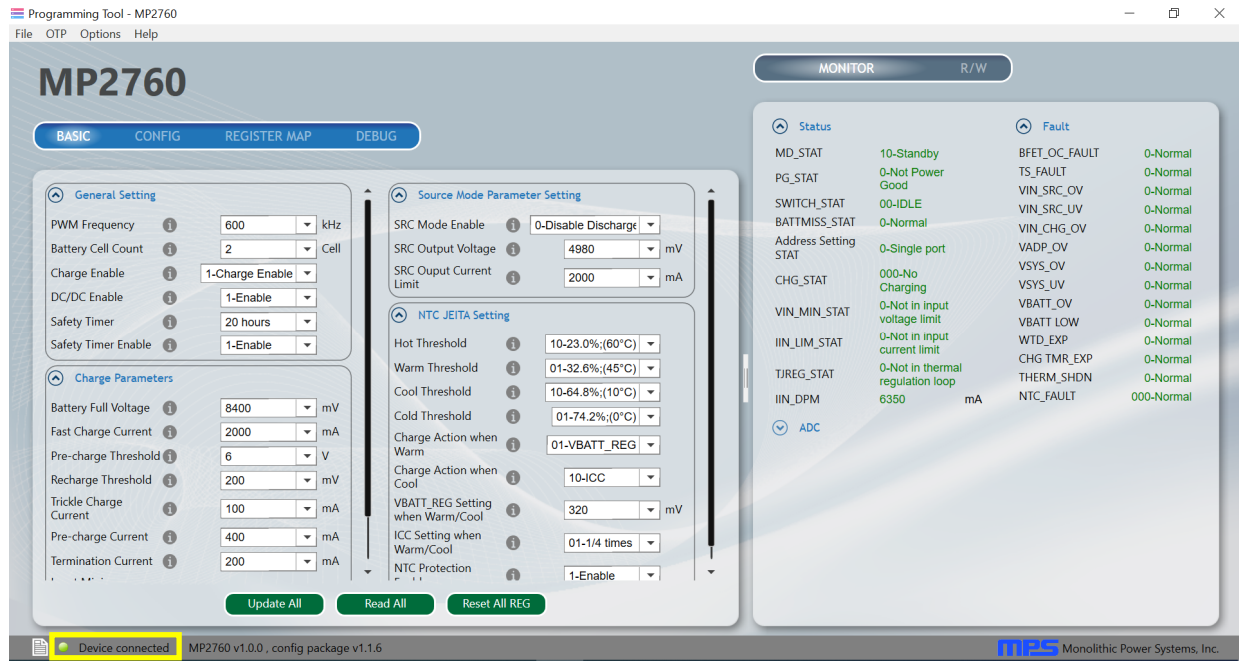 Programming Tool - MP2760
File OTP Options Help
MP2760
BASIC CONFIG REGISTER MAP DEBUG
General Setting
PWM Frequency 600 kHz
Battery Cell Count 2 Cell
Charge Enable 1-Charge Enable
DC/DC Enable 1-Enable
Safety Timer 20 hours
Safety Timer Enable 1-Enable
Charge Parameters
Battery Full Voltage 8400 mV
Fast Charge Current 2000 mA
Pre-charge Threshold 6 V
Recharge Threshold 200 mV
Trickle Charge
Current 100 mA
Pre-charge Current 400 mA
Termination Current 200 mA
Source Mode Parameter Setting
SRC Mode Enable 0-Disable Discharge
SRC Output Voltage 4980 mV
SRC Ouput Current
Limit 2000 mA
NTC JEITA Setting
Hot Threshold 10-23.0%;(60°C)
Warm Threshold 01-32.6%;(45°C)
Cool Threshold 10-64.8%;(10°C)
Cold Threshold 01-74.2%;(0°C)
Charge Action when
Warm 01-VBATT_REG
Charge Action when
Cool 10-ICC
VBATT_REG Setting
when Warm/Cool 320 mV
ICC Setting when
Warm/Cool 01-1/4 times
NTC Protection
1-Enable
Update All Read All Reset All REG
MONITOR R/W
Status
MD_STAT 10-Standby
PG_STAT 0-Not Power
Good
SWITCH_STAT 00-IDLE
BATTMISS_STAT 0-Normal
Address Setting
STAT 0-Single port
CHG_STAT 000-No
Charging
VIN_MIN_STAT 0-Not in input
voltage limit
IIN_LIM_STAT 0-Not in input
current limit
TJREG_STAT 0-Not in thermal
regulation loop
IIN_DPM 6350 mA
ADC
Fault
BFET_OC_FAULT 0-Normal
TS_FAULT 0-Normal
VIN_SRC_OV 0-Normal
VIN_SRC_UV 0-Normal
VIN_CHG_OV 0-Normal
VADP_OV 0-Normal
VSYS_OV 0-Normal
VSYS_UV 0-Normal
VBATT_OV 0-Normal
VBATT LOW 0-Normal
WTD_EXP 0-Normal
CHG TMR_EXP 0-Normal
THERM_SHDN 0-Normal
NTC_FAULT 000-Normal
Device connected MP2760 v1.0.0 , config package v1.1.6
mps Monolithic Power Systems, Inc.